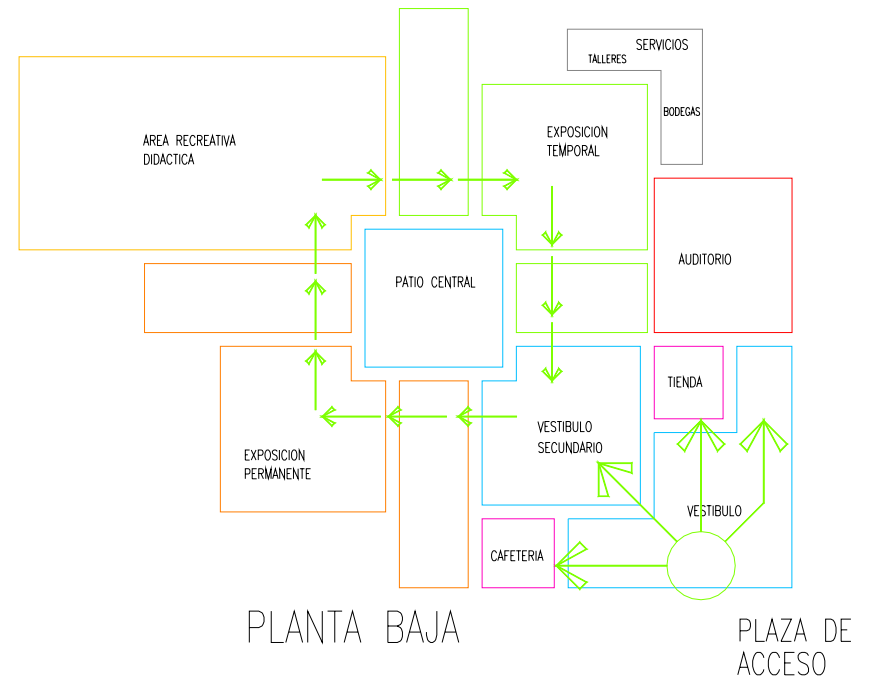 SERVICIOS
TALLERES
BODEGAS
AREA RECREATIVA
DIDACTICA
EXPOSICION
TEMPORAL
AUDITORIO
PATIO CENTRAL
TIENDA
VESTIBULO
SECUNDARIO
EXPOSICION
PERMANENTE
VESTIBULO
CAFETERIA
PLANTA BAJA
PLAZA DE
ACCESO